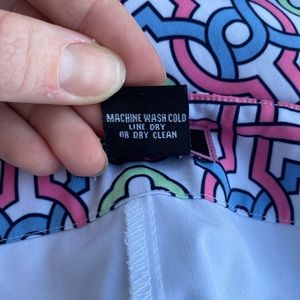 MACHINE WASH COLD
LINE DRY
OR DRY CLEAN